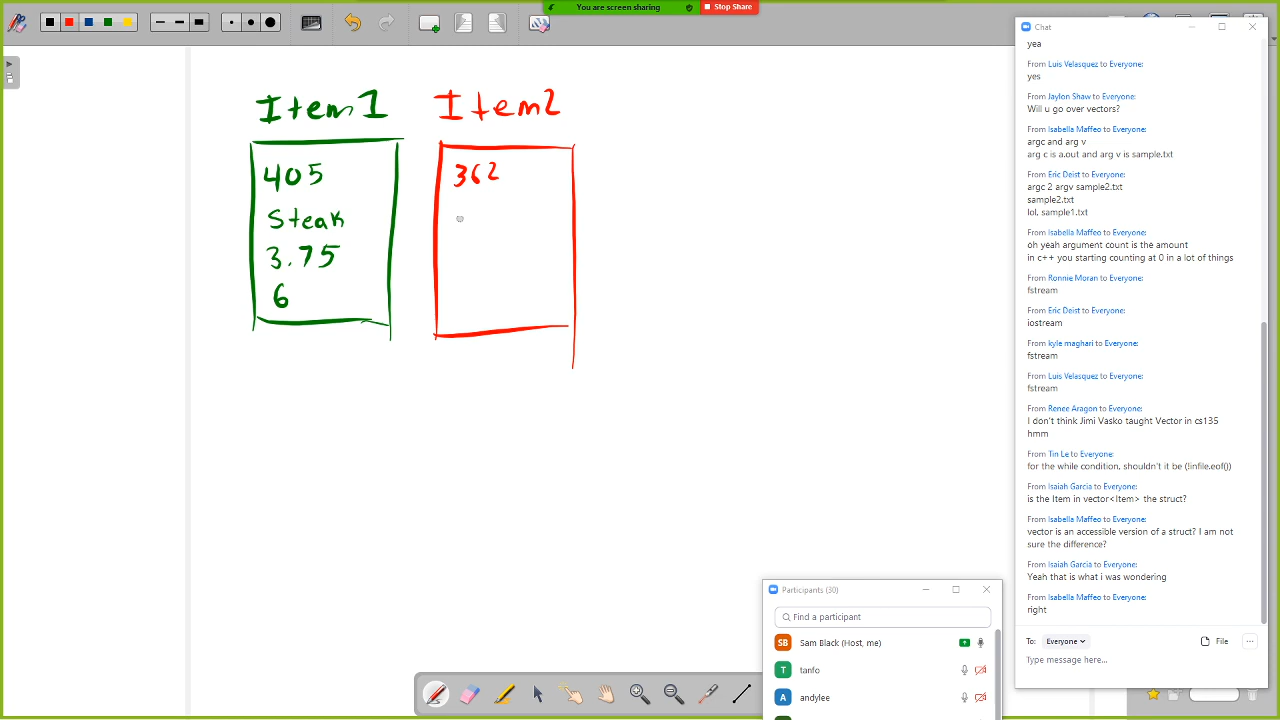 You are screen sharing Stop Share
Item1 Item2
405
Steak
3.75
6
362
Chat
yea
From Luis Velasquez to Everyone:
yes
From Jaylon Shaw to Everyone:
Will u go over vectors?
From Isabella Maffeo to Everyone:
argc and arg v
arg c is a.out and arg v is sample.txt
From Eric Deist to Everyone:
argc 2 argv sample2.txt
sample2.txt
lol, sample1.txt
From Isabella Maffeo to Everyone:
oh yeah argument count is the amount
in c++ you starting counting at 0 in a lot of things
From Ronnie Moran to Everyone:
fstream
From Eric Deist to Everyone:
iostream
From kyle maghari to Everyone:
fstream
From Luis Velasquez to Everyone:
fstream
From Renee Aragon to Everyone:
I don't think Jimi Vasko taught Vector in cs135
hmm
From Tin Le to Everyone:
for the while condition, shouldn't it be (!infile.eof())
From Isaiah Garcia to Everyone:
is the Item in vector<Item> the struct?
From Isabella Maffeo to Everyone:
vector is an accessible version of a struct? I am not
sure the difference?
From Isaiah Garcia to Everyone:
Yeah that is what i was wondering
From Isabella Maffeo to Everyone:
right
To: Everyone File
Type message here...
Participants (30)
Find a participant
SB Sam Black (Host, me)
T tanfo
A andylee